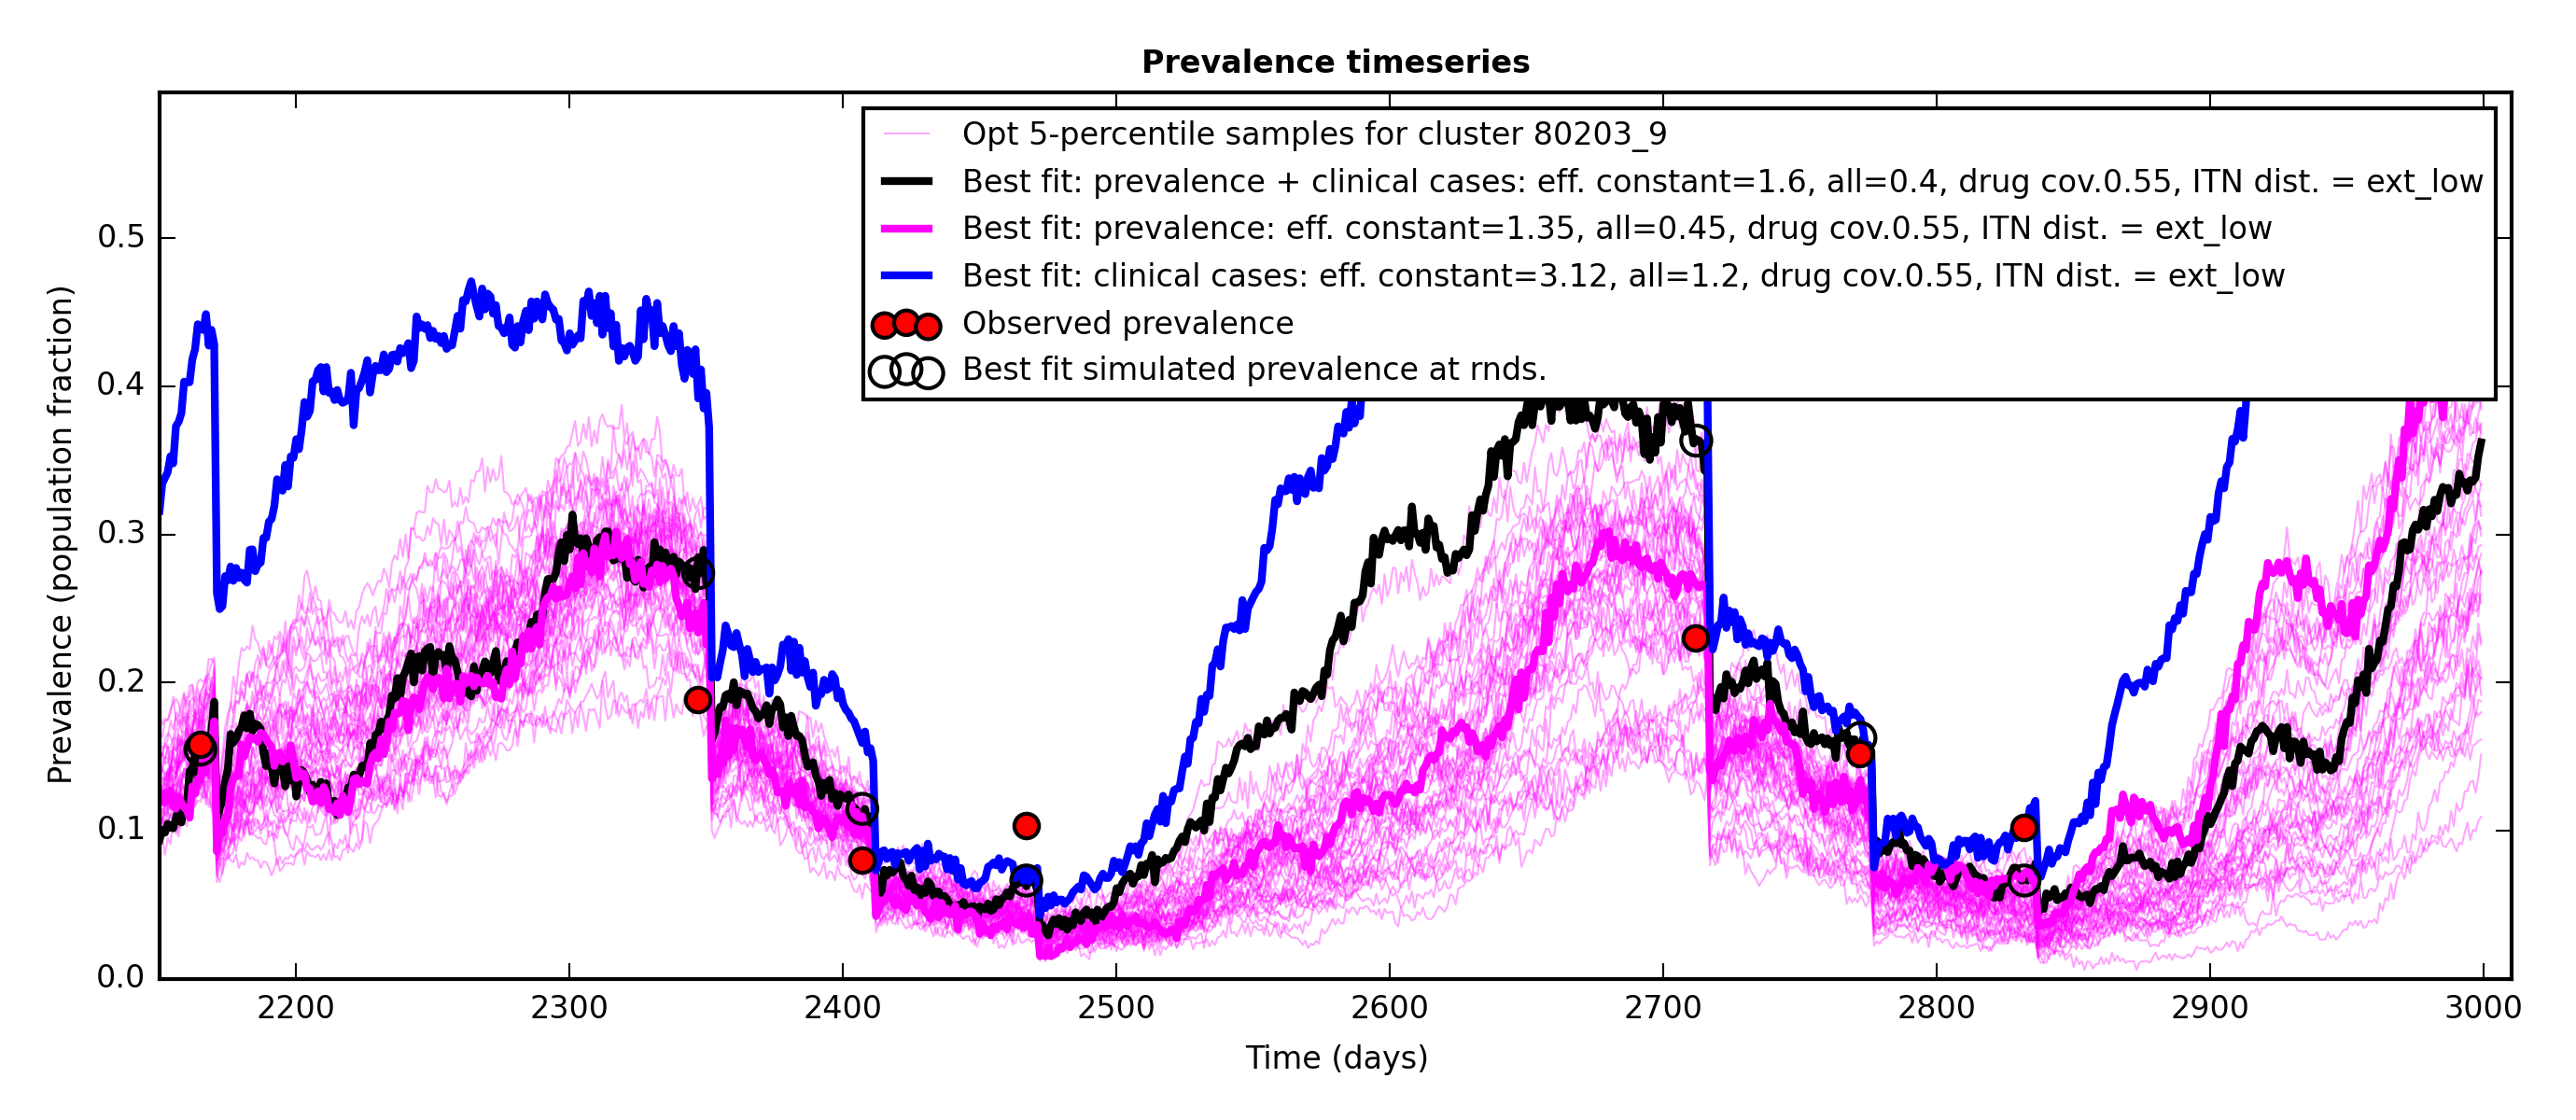 Prevalence timeseries
Opt 5-percentile samples for cluster 80203_9
Best fit: prevalence + clinical cases: eff. constant=1.6, all=0.4, drug cov.0.55, ITN dist. = ext_low
Best fit: prevalence: eff. constant=1.35, all=0.45, drug cov.0.55, ITN dist. = ext_low
Best fit: clinical cases: eff. constant=3.12, all=1.2, drug cov.0.55, ITN dist. = ext_low
Observed prevalence
Best fit simulated prevalence at rnds.
Prevalence (population fraction)
0.5
0.4
0.3
0.2
0.1
0.0
2200 2300 2400 2500 2600 2700 2800 2900 3000
Time (days)